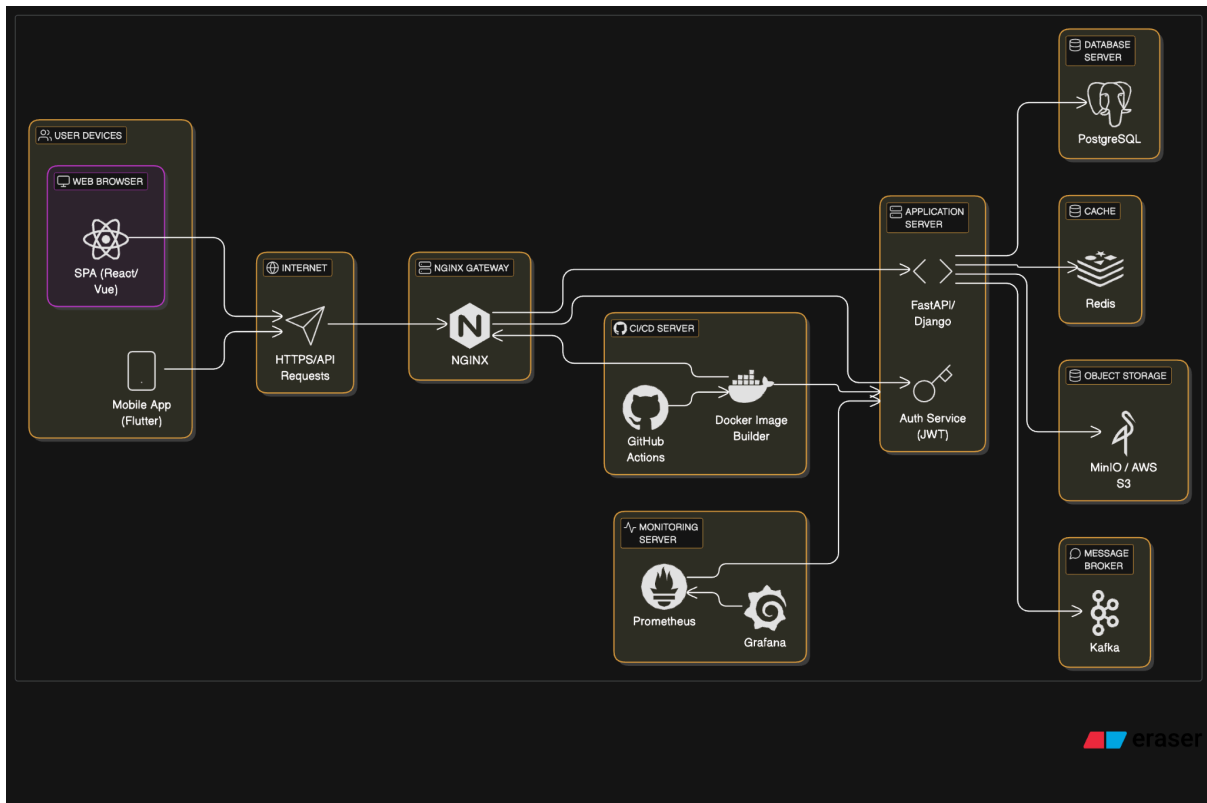 USER DEVICES
WEB BROWSER
SPA (React/
Vue)
Mobile App
(Flutter)
INTERNET
HTTPS/API
Requests
NGINX GATEWAY
NGINX
CI/CD SERVER
GitHub
Actions
Docker Image
Builder
MONITORING
SERVER
Prometheus
Grafana
APPLICATION
SERVER
FastAPI/
Django
Auth Service
(JWT)
DATABASE
SERVER
PostgreSQL
CACHE
Redis
OBJECT STORAGE
MinIO / AWS
S3
MESSAGE
BROKER
Kafka
eraser